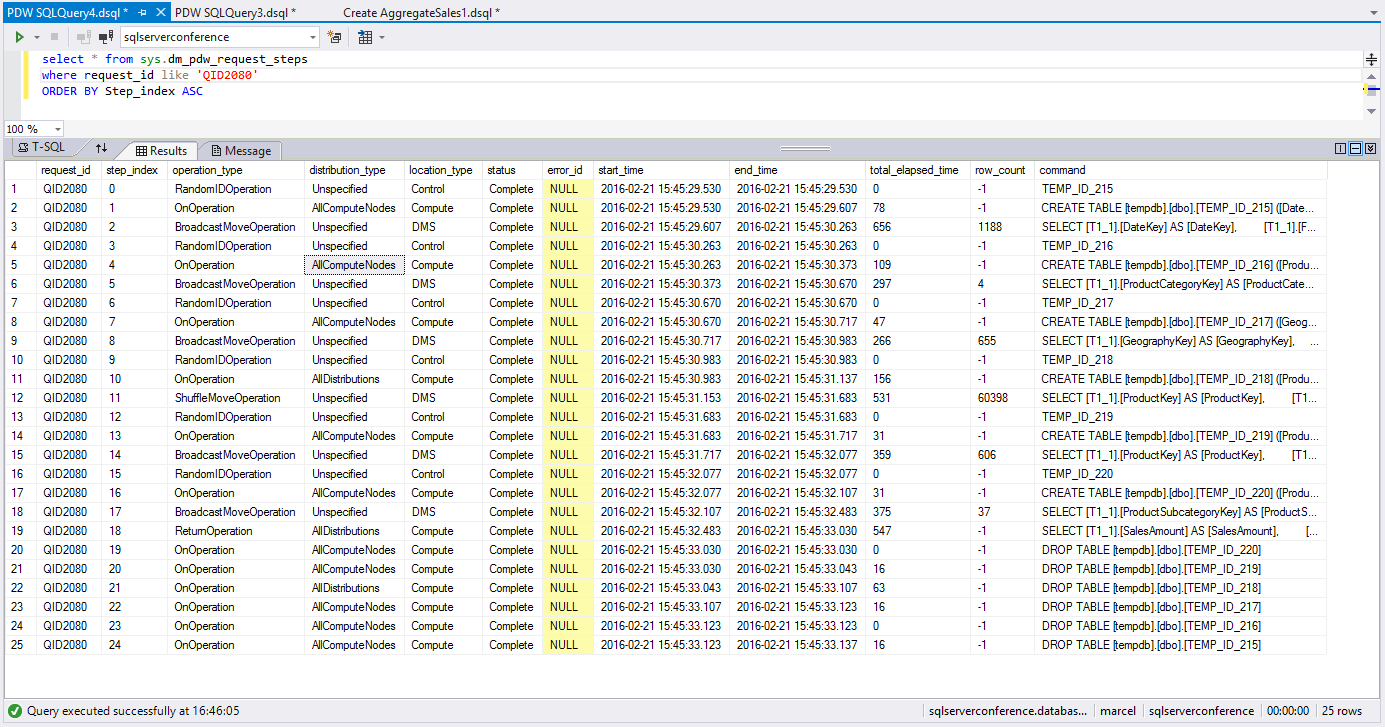 PDW SQLQuery4.dsql * PDW SQLQuery3.dsql * Create AggregateSales1.dsql *
sqlserverconference
select * from sys.dm_pdw_request_steps
where request_id like 'QID2080'
ORDER BY Step_index ASC
100 %
T-SQL Results Message
request_id step_index operation_type distribution_type location_type status error_id start_time end_time total_elapsed_time row_count command
1 QID2080 0 RandomIDOperation Unspecified Control Complete NULL 2016-02-21 15:45:29.530 2016-02-21 15:45:29.530 0 -1 TEMP_ID_215
2 QID2080 1 OnOperation AllComputeNodes Compute Complete NULL 2016-02-21 15:45:29.530 2016-02-21 15:45:29.607 78 -1 CREATE TABLE [tempdb].[dbo].[TEMP_ID_215] ([Date...
3 QID2080 2 BroadcastMoveOperation Unspecified DMS Complete NULL 2016-02-21 15:45:29.607 2016-02-21 15:45:30.263 656 1188 SELECT [T1_1].[DateKey] AS [DateKey], [T1_1].[F...
4 QID2080 3 RandomIDOperation Unspecified Control Complete NULL 2016-02-21 15:45:30.263 2016-02-21 15:45:30.263 0 -1 TEMP_ID_216
5 QID2080 4 OnOperation AllComputeNodes Compute Complete NULL 2016-02-21 15:45:30.263 2016-02-21 15:45:30.373 109 -1 CREATE TABLE [tempdb].[dbo].[TEMP_ID_216] ([Produ...
6 QID2080 5 BroadcastMoveOperation Unspecified DMS Complete NULL 2016-02-21 15:45:30.373 2016-02-21 15:45:30.670 297 4 SELECT [T1_1].[ProductCategoryKey] AS [ProductCate...
7 QID2080 6 RandomIDOperation Unspecified Control Complete NULL 2016-02-21 15:45:30.670 2016-02-21 15:45:30.670 0 -1 TEMP_ID_217
8 QID2080 7 OnOperation AllComputeNodes Compute Complete NULL 2016-02-21 15:45:30.670 2016-02-21 15:45:30.717 47 -1 CREATE TABLE [tempdb].[dbo].[TEMP_ID_217] ([Geog...
9 QID2080 8 BroadcastMoveOperation Unspecified DMS Complete NULL 2016-02-21 15:45:30.717 2016-02-21 15:45:30.983 266 655 SELECT [T1_1].[GeographyKey] AS [GeographyKey], ...
10 QID2080 9 RandomIDOperation Unspecified Control Complete NULL 2016-02-21 15:45:30.983 2016-02-21 15:45:30.983 0 -1 TEMP_ID_218
11 QID2080 10 OnOperation AllDistributions Compute Complete NULL 2016-02-21 15:45:30.983 2016-02-21 15:45:31.137 156 -1 CREATE TABLE [tempdb].[dbo].[TEMP_ID_218] ([Produ...
12 QID2080 11 ShuffleMoveOperation Unspecified DMS Complete NULL 2016-02-21 15:45:31.153 2016-02-21 15:45:31.683 531 60398 SELECT [T1_1].[ProductKey] AS [ProductKey], [T1...
13 QID2080 12 RandomIDOperation Unspecified Control Complete NULL 2016-02-21 15:45:31.683 2016-02-21 15:45:31.683 0 -1 TEMP_ID_219
14 QID2080 13 OnOperation AllComputeNodes Compute Complete NULL 2016-02-21 15:45:31.683 2016-02-21 15:45:31.717 31 -1 CREATE TABLE [tempdb].[dbo].[TEMP_ID_219] ([Produ...
15 QID2080 14 BroadcastMoveOperation Unspecified DMS Complete NULL 2016-02-21 15:45:31.717 2016-02-21 15:45:32.077 359 606 SELECT [T1_1].[ProductKey] AS [ProductKey], [T1...
16 QID2080 15 RandomIDOperation Unspecified Control Complete NULL 2016-02-21 15:45:32.077 2016-02-21 15:45:32.077 0 -1 TEMP_ID_220
17 QID2080 16 OnOperation AllComputeNodes Compute Complete NULL 2016-02-21 15:45:32.077 2016-02-21 15:45:32.107 31 -1 CREATE TABLE [tempdb].[dbo].[TEMP_ID_220] ([Produ...
18 QID2080 17 BroadcastMoveOperation Unspecified DMS Complete NULL 2016-02-21 15:45:32.107 2016-02-21 15:45:32.483 375 37 SELECT [T1_1].[ProductSubcategoryKey] AS [ProductS...
19 QID2080 18 ReturnOperation AllDistributions Compute Complete NULL 2016-02-21 15:45:32.483 2016-02-21 15:45:33.030 547 -1 SELECT [T1_1].[SalesAmount] AS [SalesAmount], [...
20 QID2080 19 OnOperation AllComputeNodes Compute Complete NULL 2016-02-21 15:45:33.030 2016-02-21 15:45:33.030 0 -1 DROP TABLE [tempdb].[dbo].[TEMP_ID_220]
21 QID2080 20 OnOperation AllComputeNodes Compute Complete NULL 2016-02-21 15:45:33.030 2016-02-21 15:45:33.043 16 -1 DROP TABLE [tempdb].[dbo].[TEMP_ID_219]
22 QID2080 21 OnOperation AllDistributions Compute Complete NULL 2016-02-21 15:45:33.043 2016-02-21 15:45:33.107 63 -1 DROP TABLE [tempdb].[dbo].[TEMP_ID_218]
23 QID2080 22 OnOperation AllComputeNodes Compute Complete NULL 2016-02-21 15:45:33.107 2016-02-21 15:45:33.123 16 -1 DROP TABLE [tempdb].[dbo].[TEMP_ID_217]
24 QID2080 23 OnOperation AllComputeNodes Compute Complete NULL 2016-02-21 15:45:33.123 2016-02-21 15:45:33.123 0 -1 DROP TABLE [tempdb].[dbo].[TEMP_ID_216]
25 QID2080 24 OnOperation AllComputeNodes Compute Complete NULL 2016-02-21 15:45:33.123 2016-02-21 15:45:33.137 16 -1 DROP TABLE [tempdb].[dbo].[TEMP_ID_215]
Query executed successfully at 16:46:05 sqlserverconference.databas... marcel sqlserverconference 00:00:00 25 rows